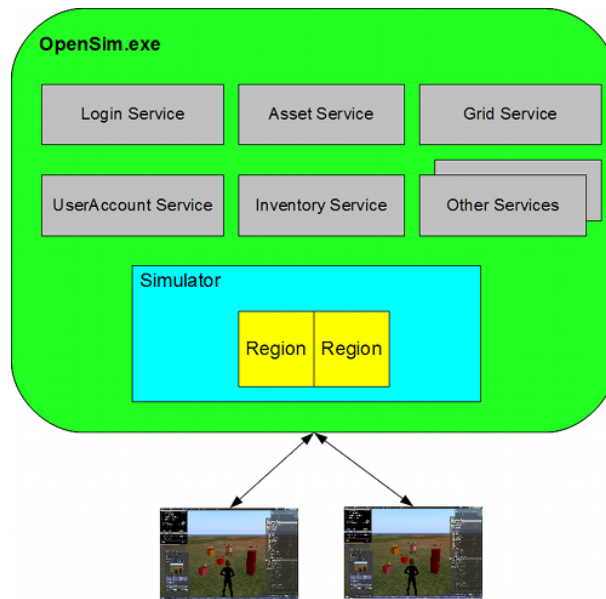 OpenSim.exe
Login Service
Asset Service
Grid Service
UserAccount Service
Inventory Service
Other Services
Simulator
Region
Region